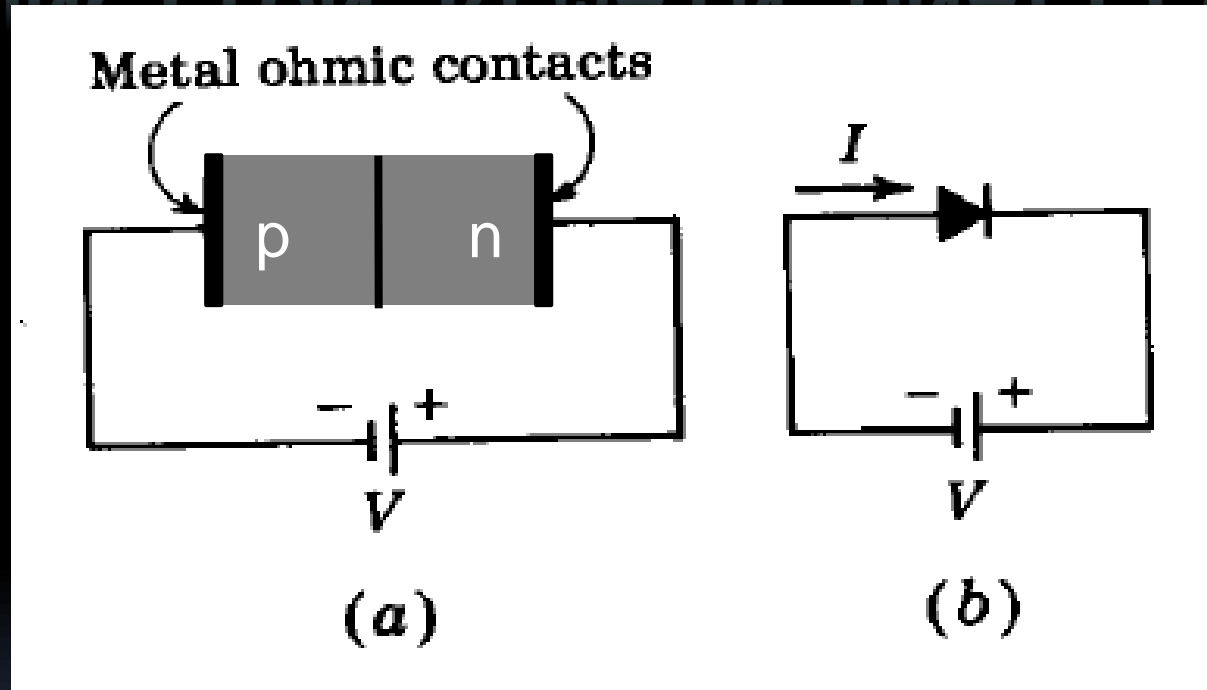 Metal ohmic contacts
p n
− +
V
(a)
I
− +
V
(b)